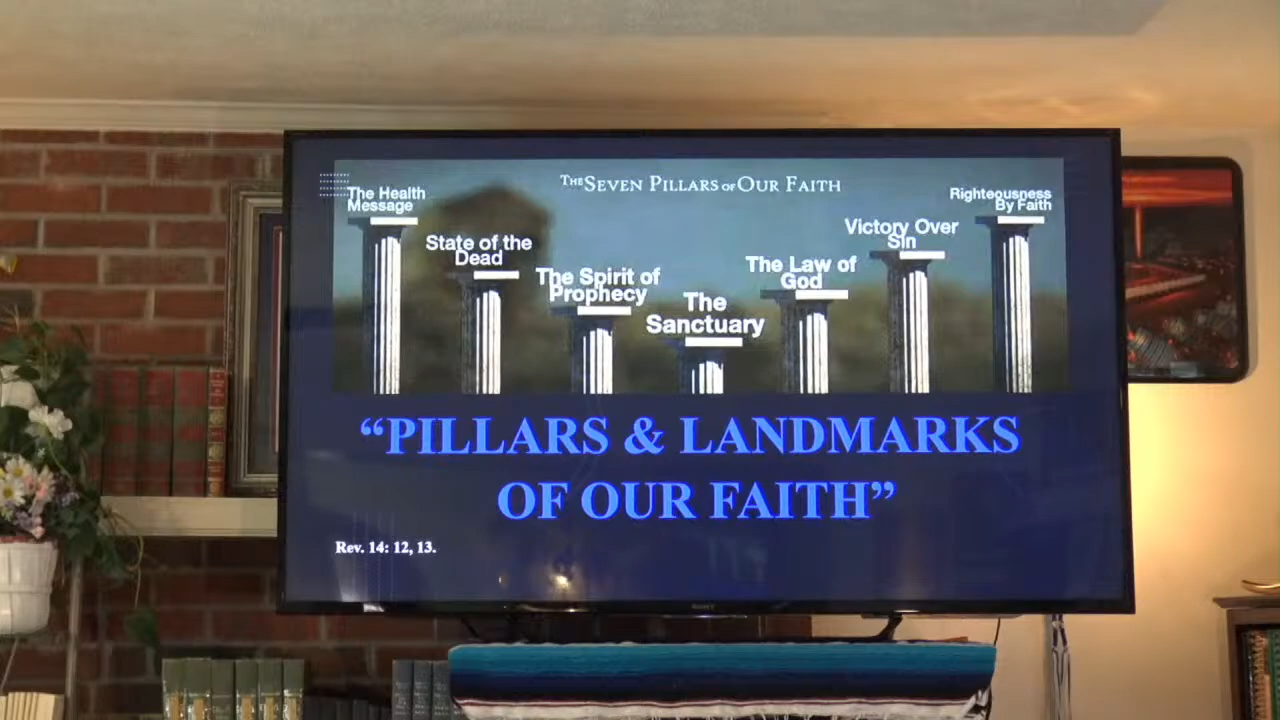 THE SEVEN PILLARS OF OUR FAITH
The Health
Message
State of the
Dead
The Spirit of
Prophecy
The
Sanctuary
The Law of
God
Victory Over
Sin
Righteousness
By Faith
“PILLARS & LANDMARKS
OF OUR FAITH”
Rev. 14: 12, 13.
SONY